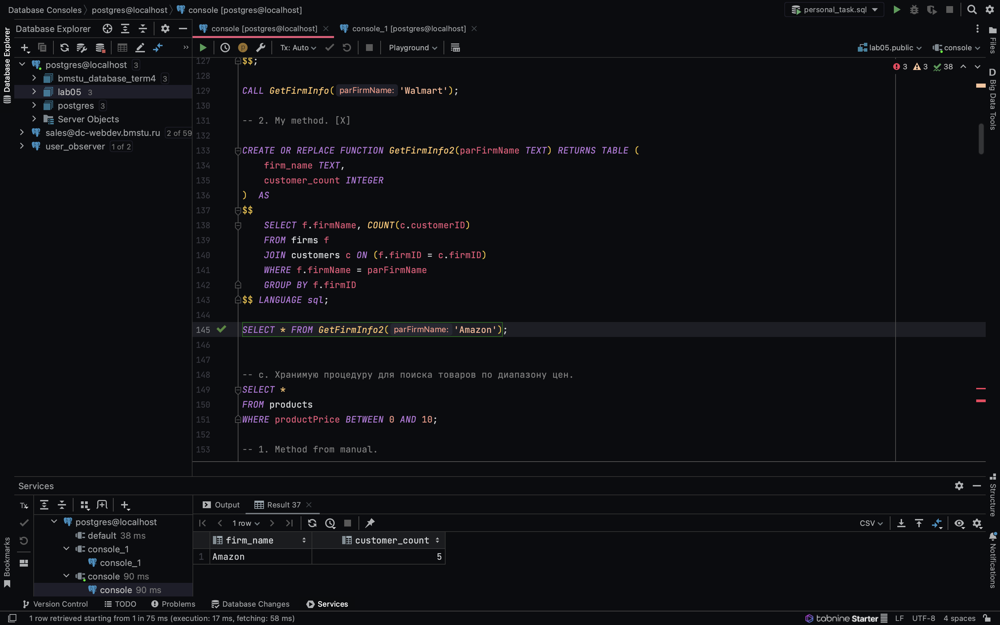 Database Consoles
postgres@localhost
console [postgres@localhost]
personal_task.sql
Database Explorer
Database Explorer
console [postgres@localhost]
console_1 [postgres@localhost]
Files
Tx: Auto
Playground
lab05.public
console
postgres@localhost 3
bmstu_database_term4 3
lab05 3
postgres 3
Server Objects
sales@dc-webdev.bmstu.ru 2 of 59
user_observer 1 of 2
3 3 38
D Big Data Tools
127 $$;
128
129 CALL GetFirmInfo( parFirmName: 'Walmart');
130
131 -- 2. My method. [X]
132
133 CREATE OR REPLACE FUNCTION GetFirmInfo2(parFirmName TEXT) RETURNS TABLE (
134 firm_name TEXT,
135 customer_count INTEGER
136 ) AS
137 $$
138 SELECT f.firmName, COUNT(c.customerID)
139 FROM firms f
140 JOIN customers c ON (f.firmID = c.firmID)
141 WHERE f.firmName = parFirmName
142 GROUP BY f.firmID
143 $$ LANGUAGE sql;
144
145 SELECT * FROM GetFirmInfo2( parFirmName: 'Amazon');
146
147
148 -- c. Хранимую процедуру для поиска товаров по диапазону цен.
149 SELECT *
150 FROM products
151 WHERE productPrice BETWEEN 0 AND 10;
152
153 -- 1. Method from manual.
Services
Structure
Tx
postgres@localhost
default 38 ms
console_1
console_1
console 90 ms
console 90 ms
Output
Result 37
1 row
CSV
firm_name customer_count
1 Amazon 5
Bookmarks
Notifications
Version Control
TODO
Problems
Database Changes
Services
1 row retrieved starting from 1 in 75 ms (execution: 17 ms, fetching: 58 ms)
tabnine Starter
LF
UTF-8
4 spaces